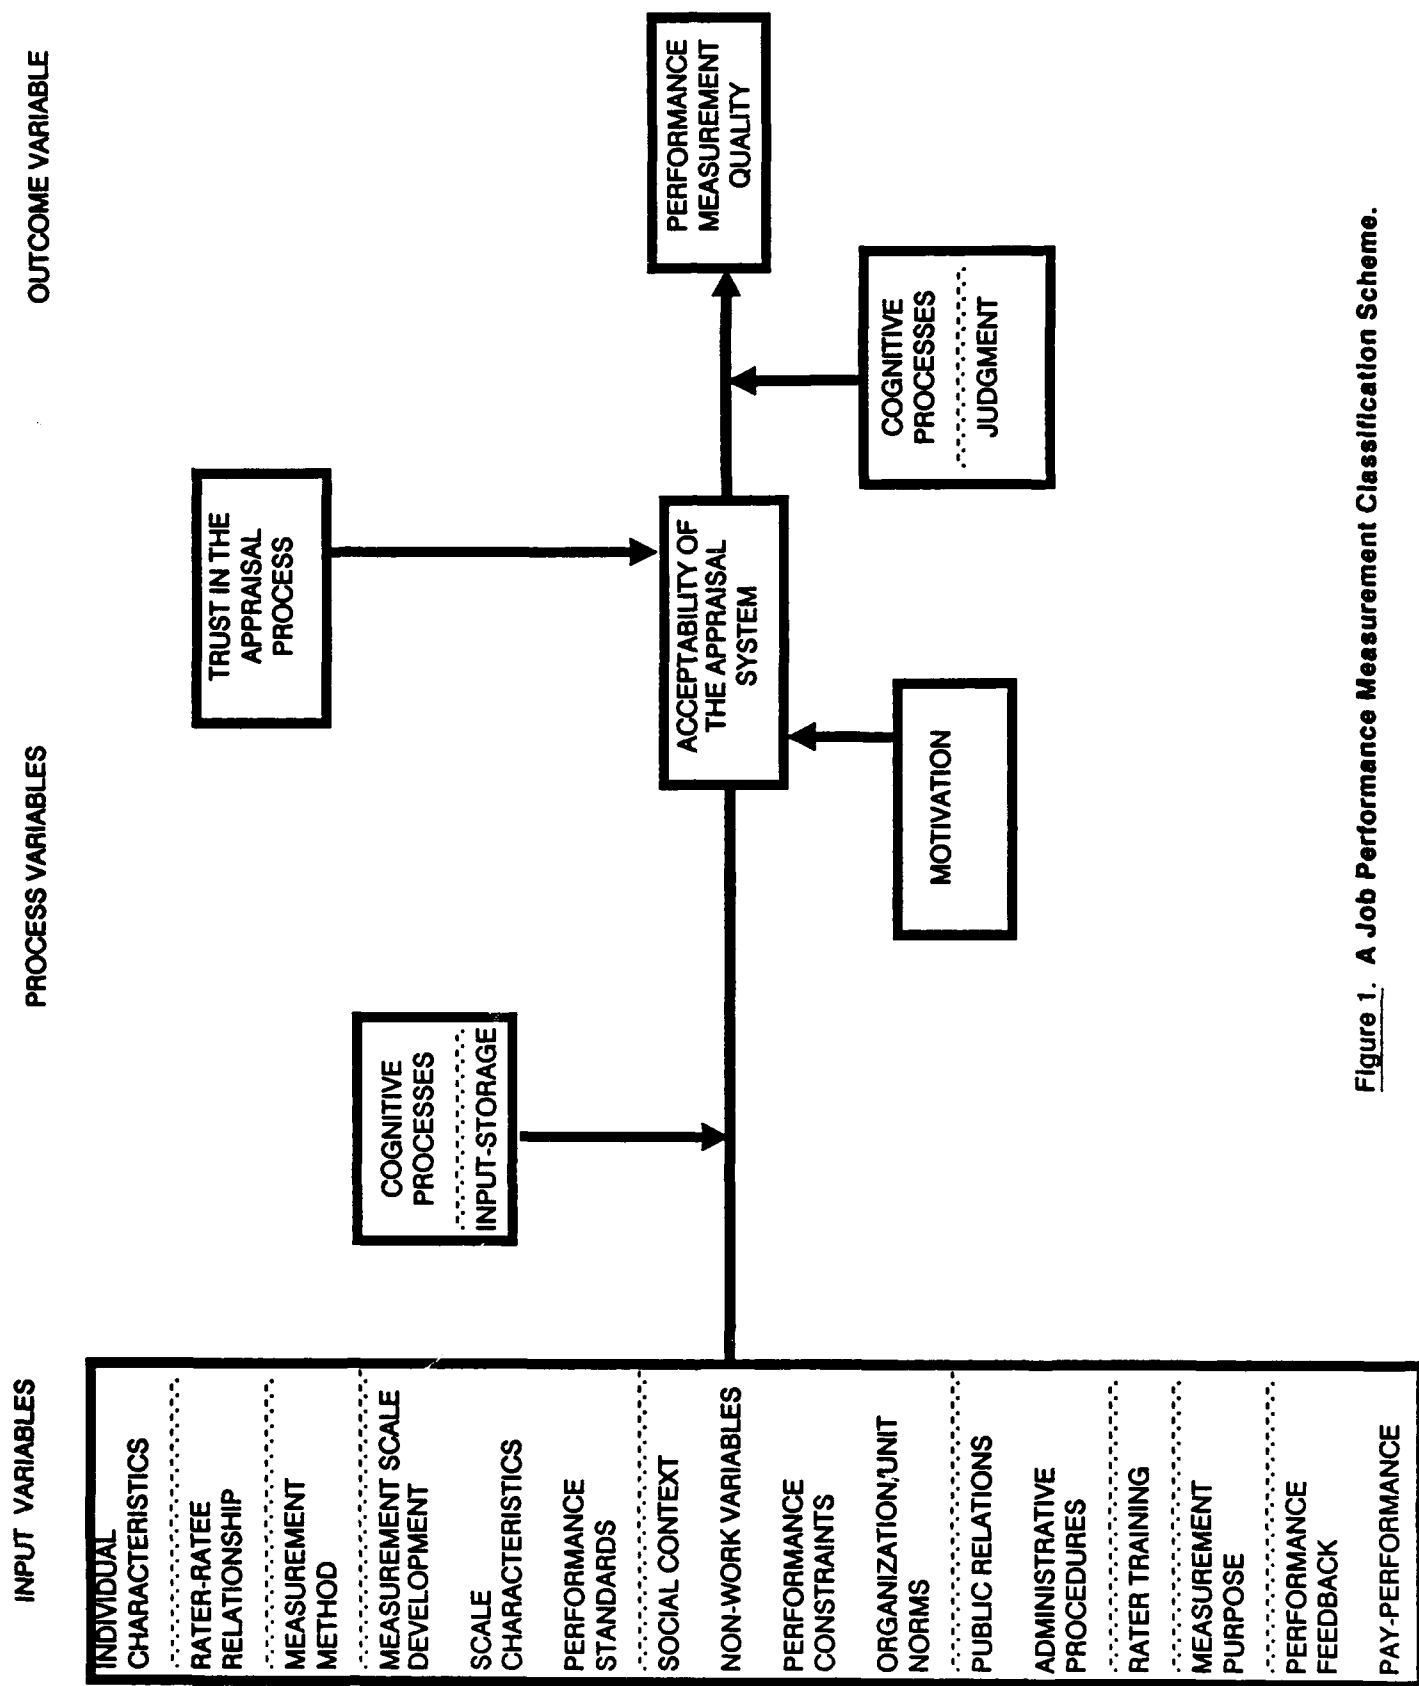 INPUT VARIABLES
PROCESS VARIABLES
OUTCOME VARIABLE
INDIVIDUAL
CHARACTERISTICS
RATER-RATEE
RELATIONSHIP
MEASUREMENT
METHOD
MEASUREMENT SCALE
DEVELOPMENT
SCALE
CHARACTERISTICS
PERFORMANCE
STANDARDS
SOCIAL CONTEXT
NON-WORK VARIABLES
PERFORMANCE
CONSTRAINTS
ORGANIZATION/UNIT
NORMS
PUBLIC RELATIONS
ADMINISTRATIVE
PROCEDURES
RATER TRAINING
MEASUREMENT
PURPOSE
PERFORMANCE
FEEDBACK
PAY-PERFORMANCE
COGNITIVE
PROCESSES
INPUT-STORAGE
TRUST IN THE
APPRAISAL
PROCESS
ACCEPTABILITY OF
THE APPRAISAL
SYSTEM
MOTIVATION
COGNITIVE
PROCESSES
JUDGMENT
PERFORMANCE
MEASUREMENT
QUALITY
Figure 1. A Job Performance Measurement Classification Scheme.